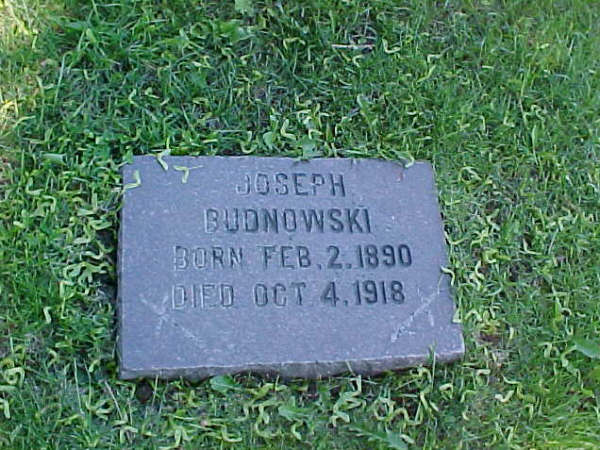 JOSEPH
BUDNOWSKI
BORN FEB. 2. 1890
DIED OCT 4. 1918